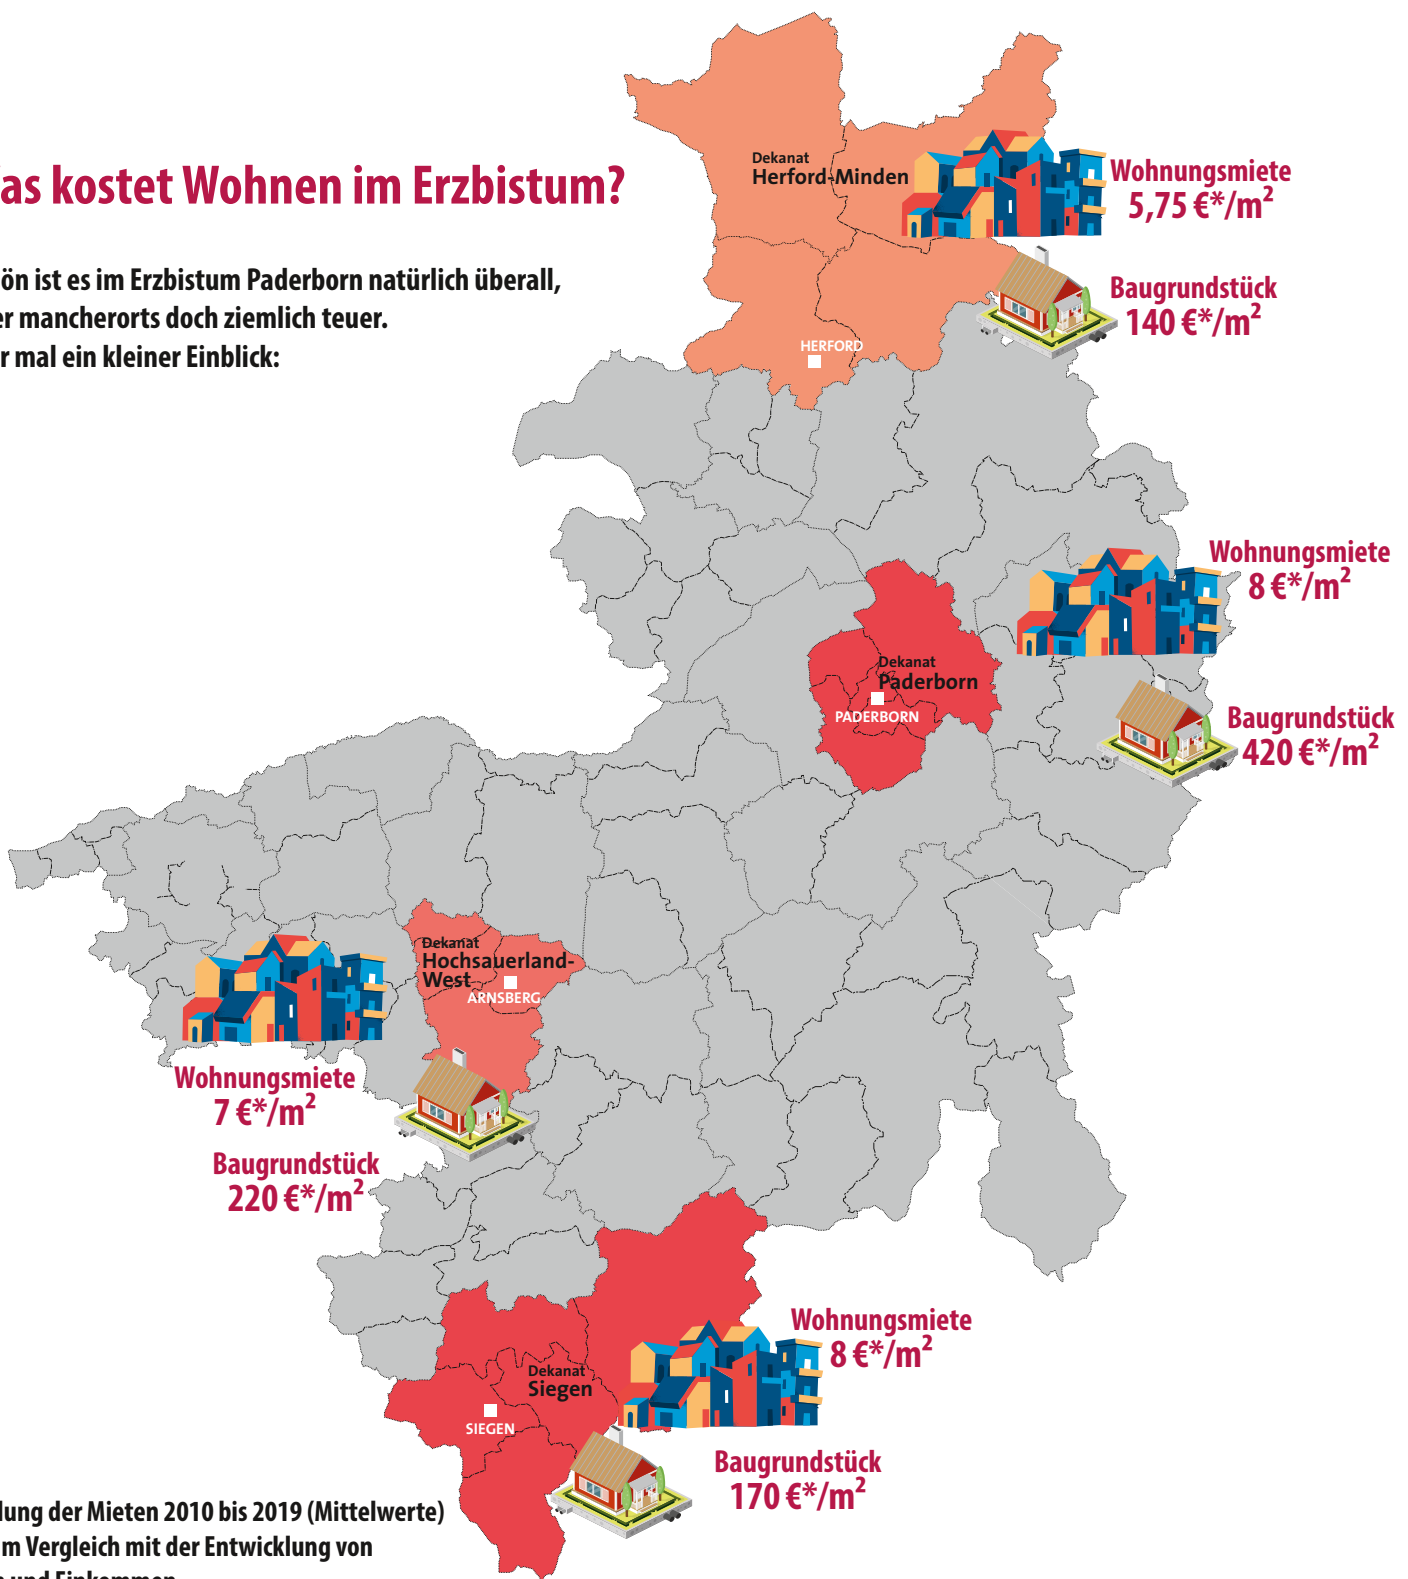 as kostet Wohnen im Erzbistum?
ön ist es im Erzbistum Paderborn natürlich überall,
er mancherorts doch ziemlich teuer.
r mal ein kleiner Einblick:
Dekanat
Herford-Minden
HERFORD
Wohnungsmiete
5,75 €*/m²
Baugrundstück
140 €*/m²
Wohnungsmiete
8 €*/m²
Dekanat
Paderborn
PADERBORN
Baugrundstück
420 €*/m²
Dekanat
Hochsauerland-
West
ARNSBERG
Wohnungsmiete
7 €*/m²
Baugrundstück
220 €*/m²
Wohnungsmiete
8 €*/m²
Dekanat
Siegen
SIEGEN
Baugrundstück
170 €*/m²
lung der Mieten 2010 bis 2019 (Mittelwerte)
m Vergleich mit der Entwicklung von
und Einkommen